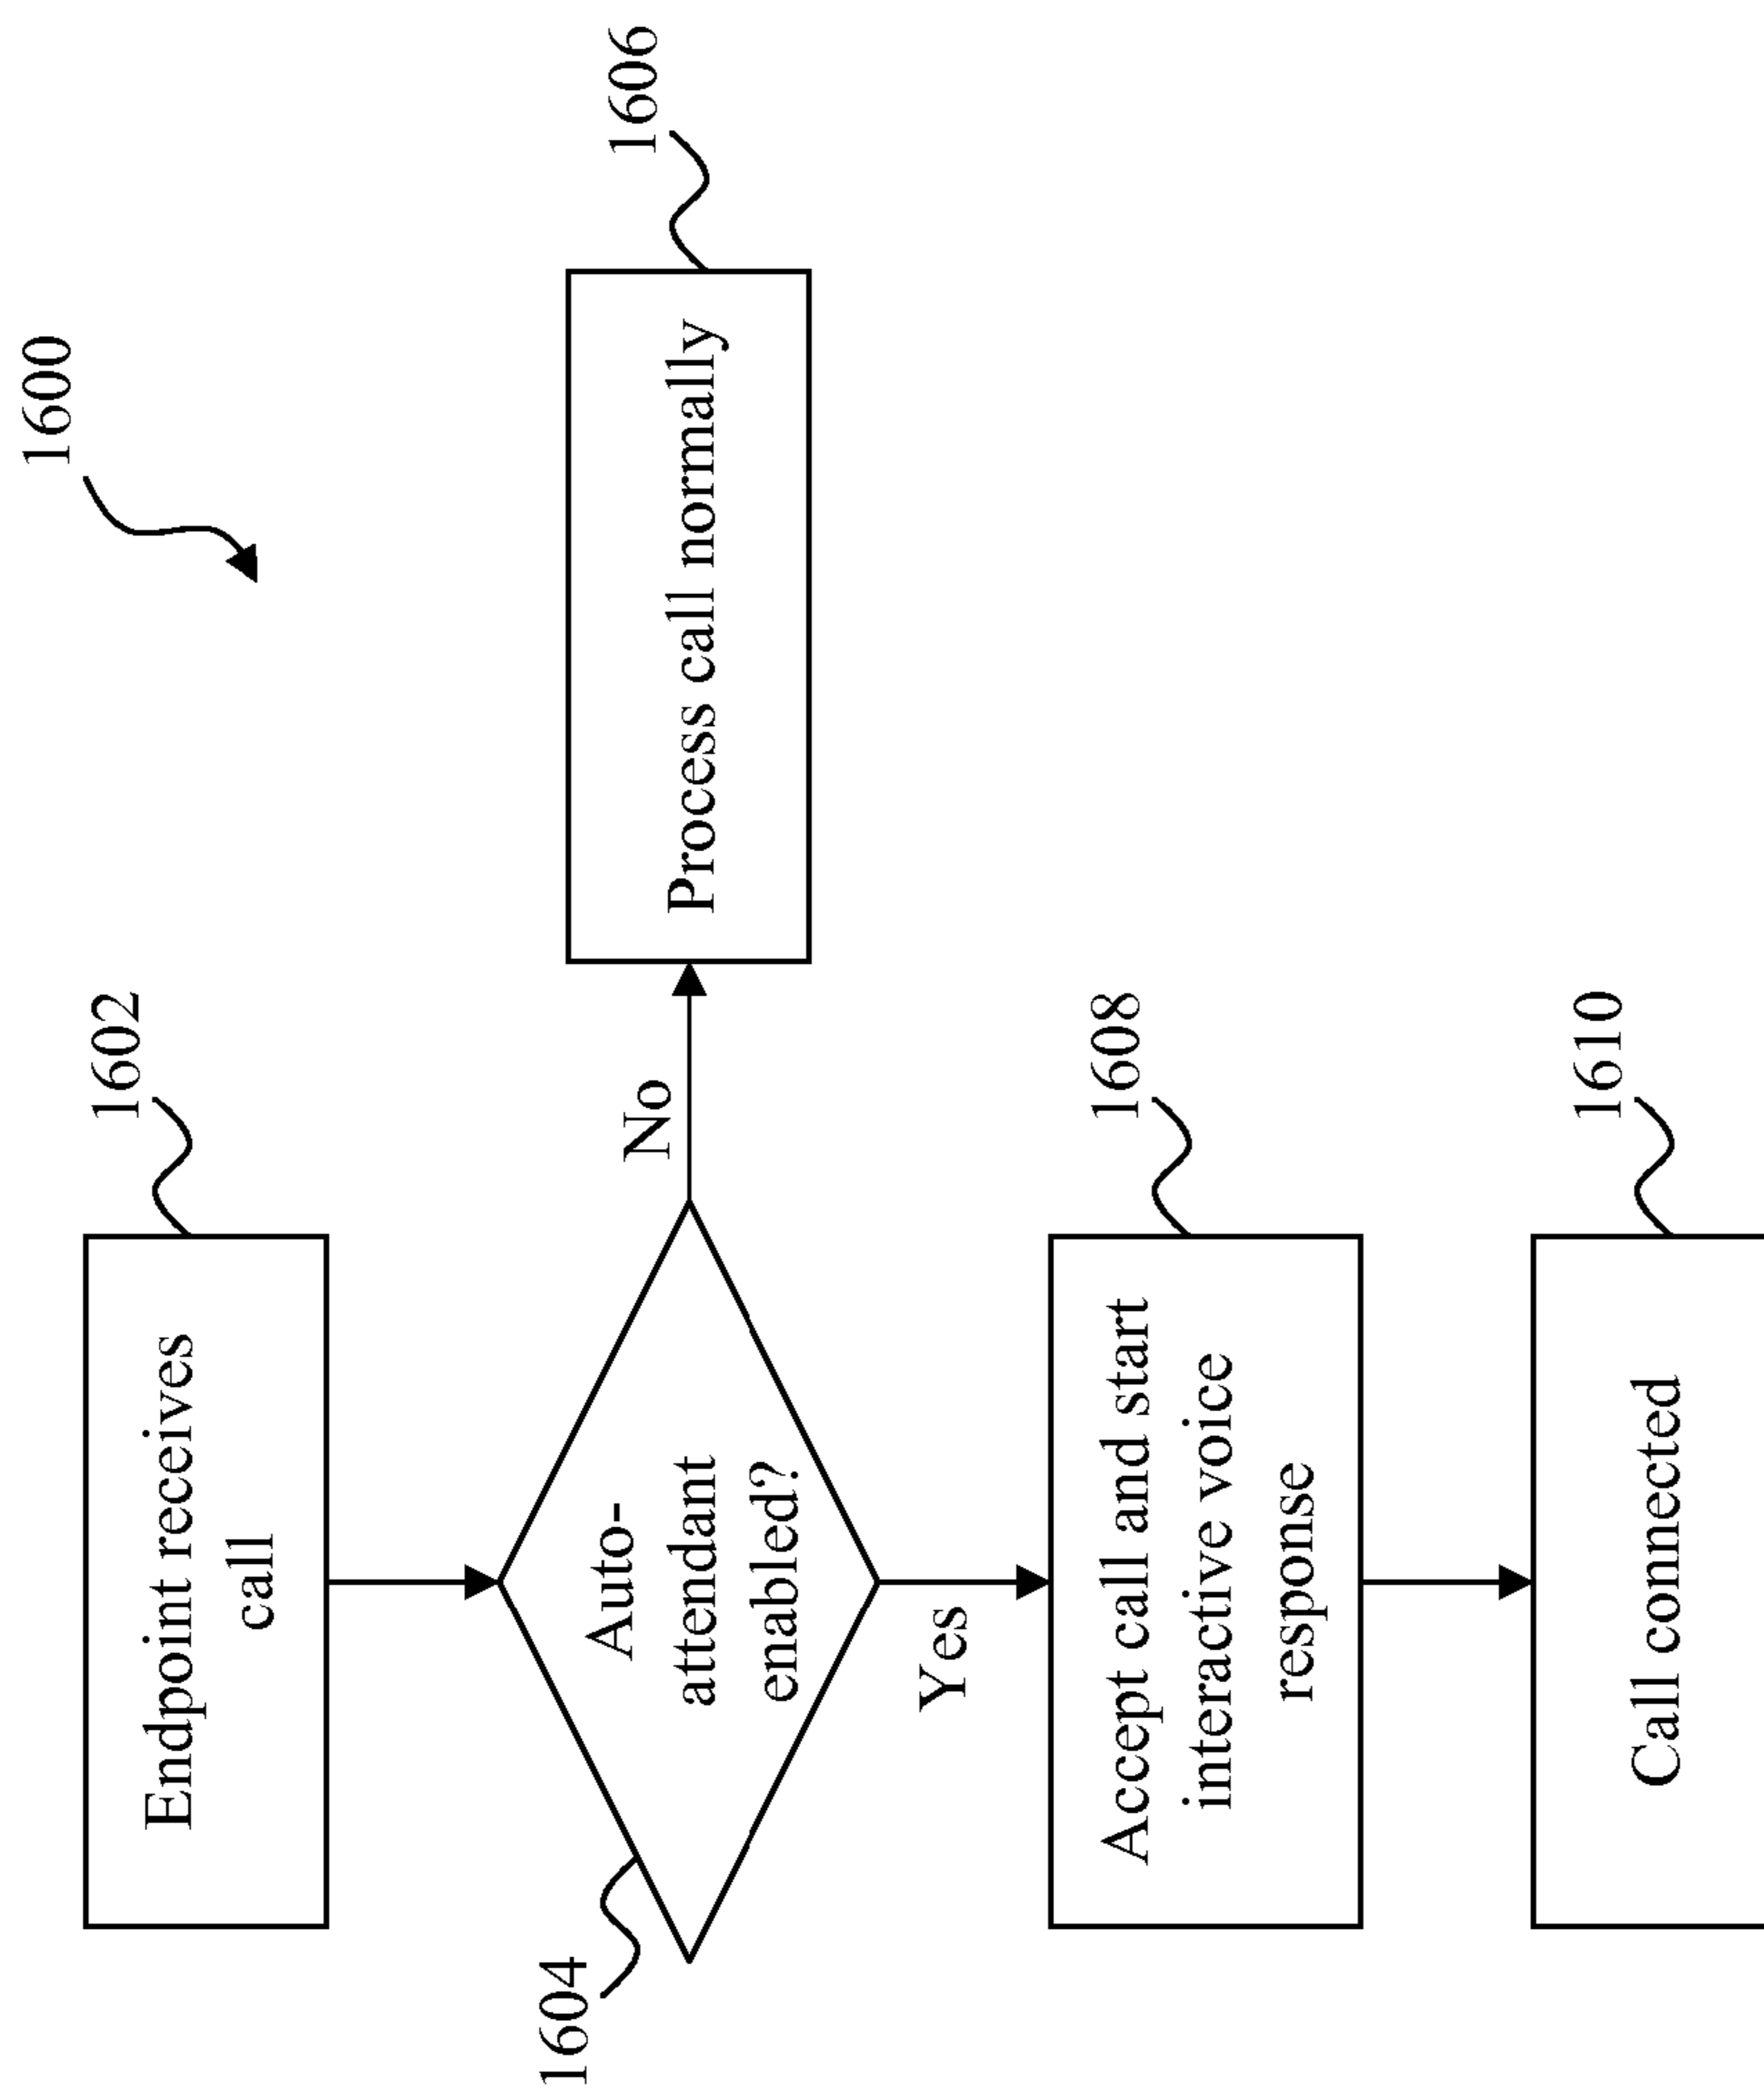 1600
Endpoint receives
call
1602
Auto-
attendant
enabled?
1604
No
Process call normally
1606
Yes
Accept call and start
interactive voice
response
1608
Call connected
1610